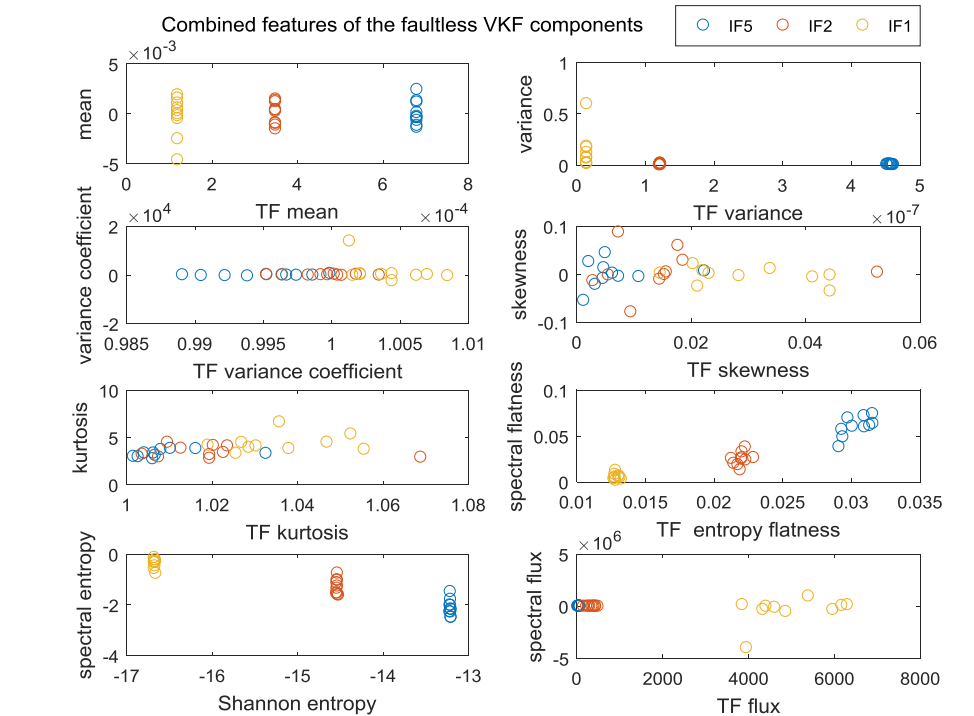 Combined features of the faultless VKF components
IF5 IF2 IF1
×10⁻³
5
0
-5
mean
0 2 4 6 8
TF mean
1
0.5
0
variance
0 1 2 3 4 5
TF variance
×10⁻⁷
×10⁴
2
0
-2
variance coefficient
0.985 0.99 0.995 1 1.005 1.01
TF variance coefficient
×10⁻⁴
0.1
0
-0.1
skewness
0 0.02 0.04 0.06
TF skewness
10
5
0
kurtosis
1 1.02 1.04 1.06 1.08
TF kurtosis
0.1
0.05
0
spectral flatness
0.01 0.015 0.02 0.025 0.03 0.035
TF entropy flatness
0
-2
-4
spectral entropy
-17 -16 -15 -14 -13
Shannon entropy
×10⁶
5
0
-5
spectral flux
0 2000 4000 6000 8000
TF flux